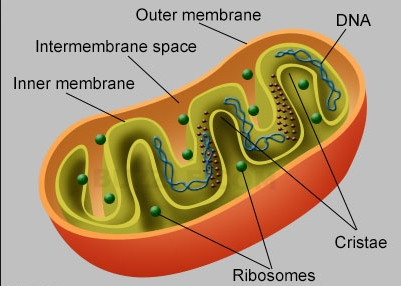 Outer membrane
DNA
Intermembrane space
Inner membrane
Cristae
Ribosomes